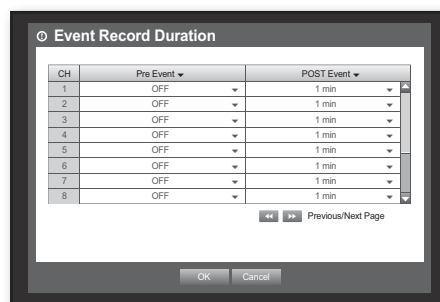 Event Record Duration
CH Pre Event POST Event
1 OFF 1 min
2 OFF 1 min
3 OFF 1 min
4 OFF 1 min
5 OFF 1 min
6 OFF 1 min
7 OFF 1 min
8 OFF 1 min
Previous/Next Page
OK Cancel